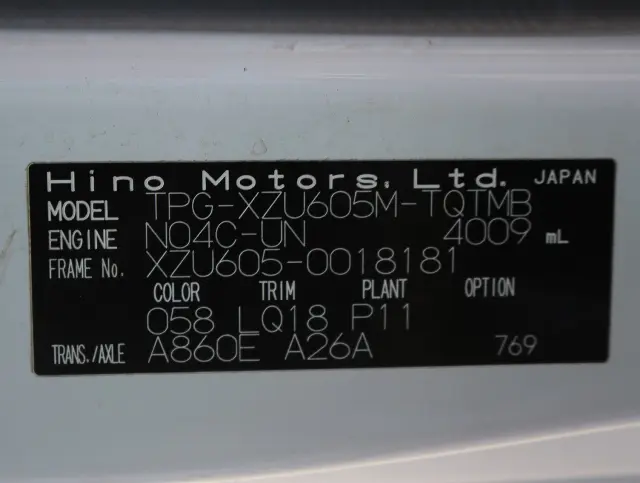 Hino Motors, Ltd. JAPAN
MODEL TPG-XZU605M-TQTMB
ENGINE N04C-UN 4009 mL
FRAME No. XZU605-0018181
COLOR TRIM PLANT OPTION
058 LQ18 P11
TRANS./AXLE A860E A26A 769